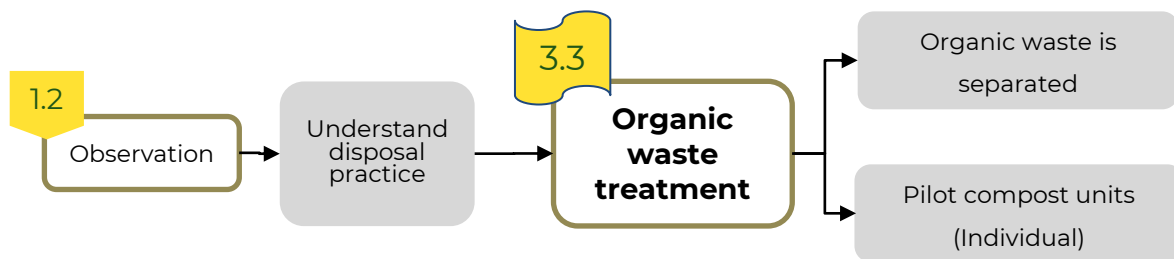 1.2
Observation
Understand
disposal
practice
3.3
Organic
waste
treatment
Organic waste is
separated
Pilot compost units
(Individual)